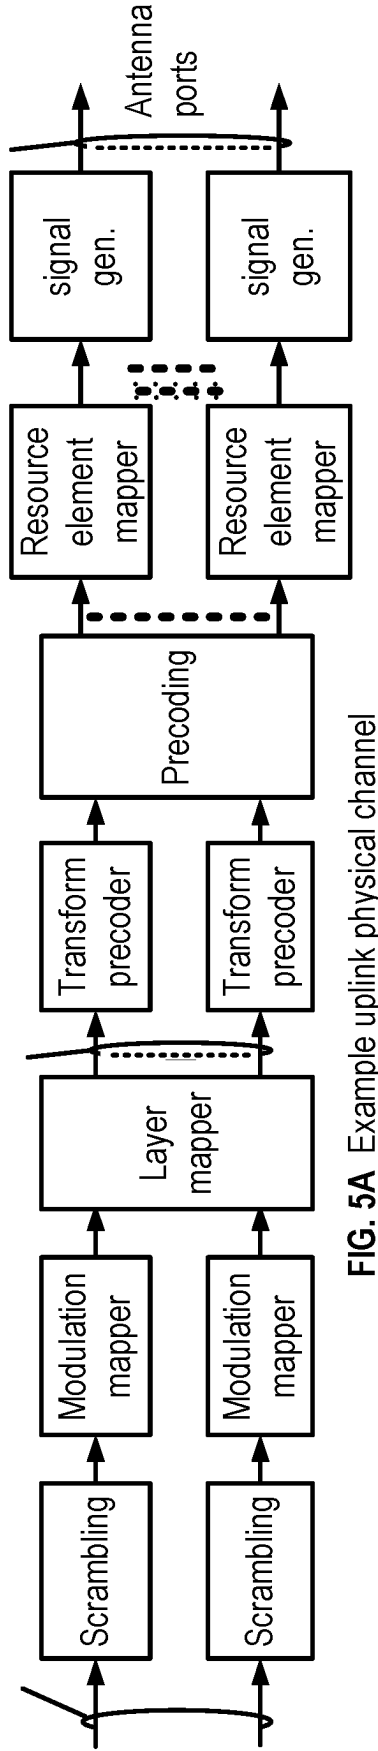 Scrambling
Scrambling
Modulation
mapper
Modulation
mapper
Layer
mapper
Transform
precoder
Transform
precoder
Precoding
Resource
element
mapper
Resource
element
mapper
signal
gen.
signal
gen.
Antenna
ports
FIG. 5A Example uplink physical channel